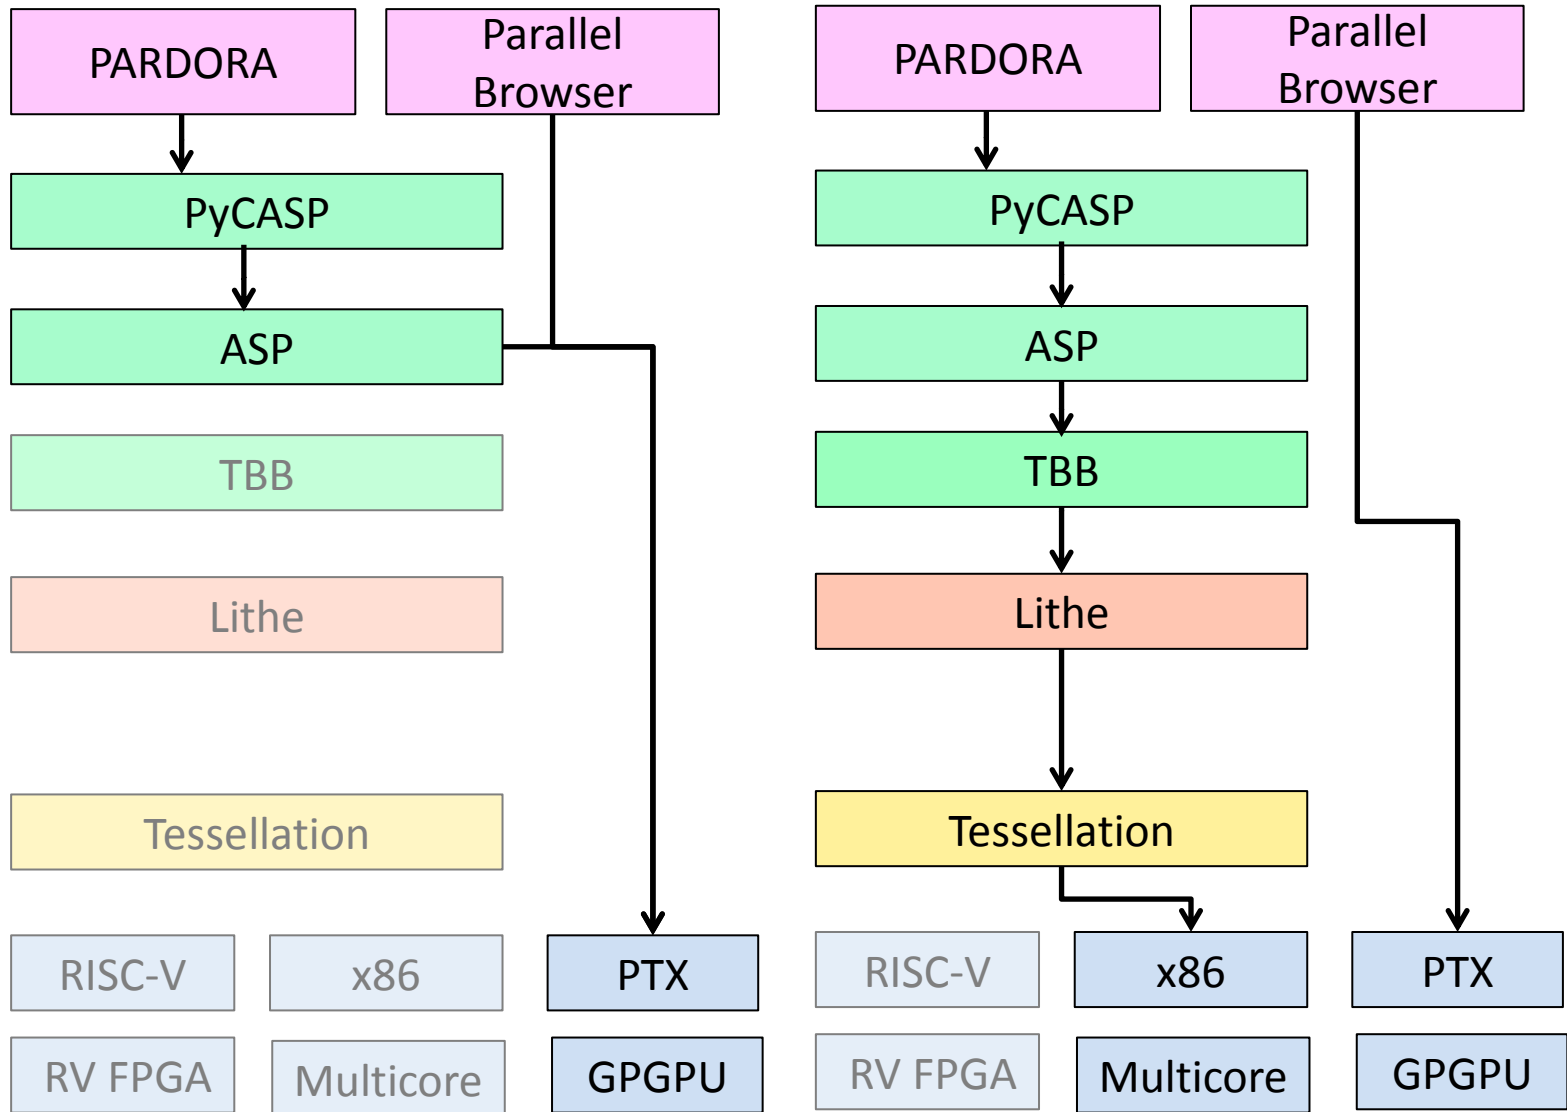 PARDORA
Parallel
Browser
PyCASP
ASP
TBB
Lithe
Tessellation
RISC-V
x86
PTX
RV FPGA
Multicore
GPGPU
PARDORA
Parallel
Browser
PyCASP
ASP
TBB
Lithe
Tessellation
RISC-V
x86
PTX
RV FPGA
Multicore
GPGPU